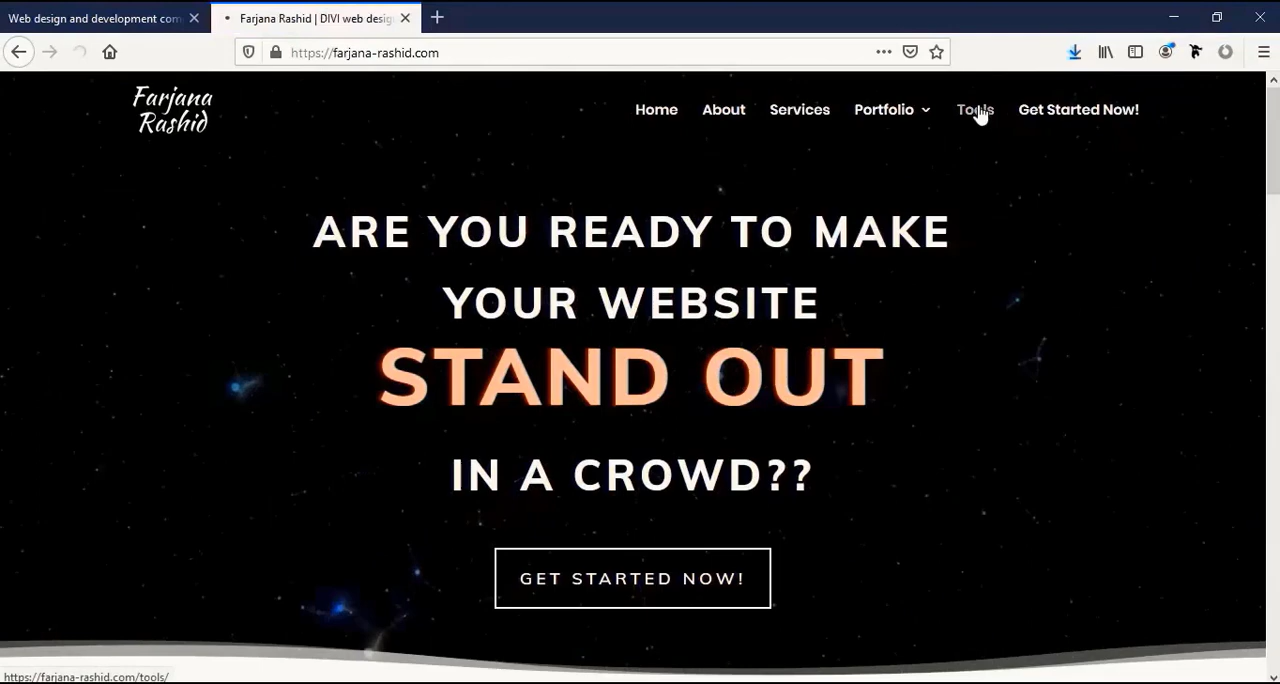 Web design and development com
Farjana Rashid | DIVI web desig
https://farjana-rashid.com
Farjana
Rashid
Home
About
Services
Portfolio
Tools
Get Started Now!
ARE YOU READY TO MAKE
YOUR WEBSITE
STAND OUT
IN A CROWD??
GET STARTED NOW!
https://farjana-rashid.com/tools/